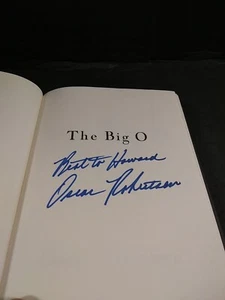 The Big O
Best to Howard
Oscar Robertson